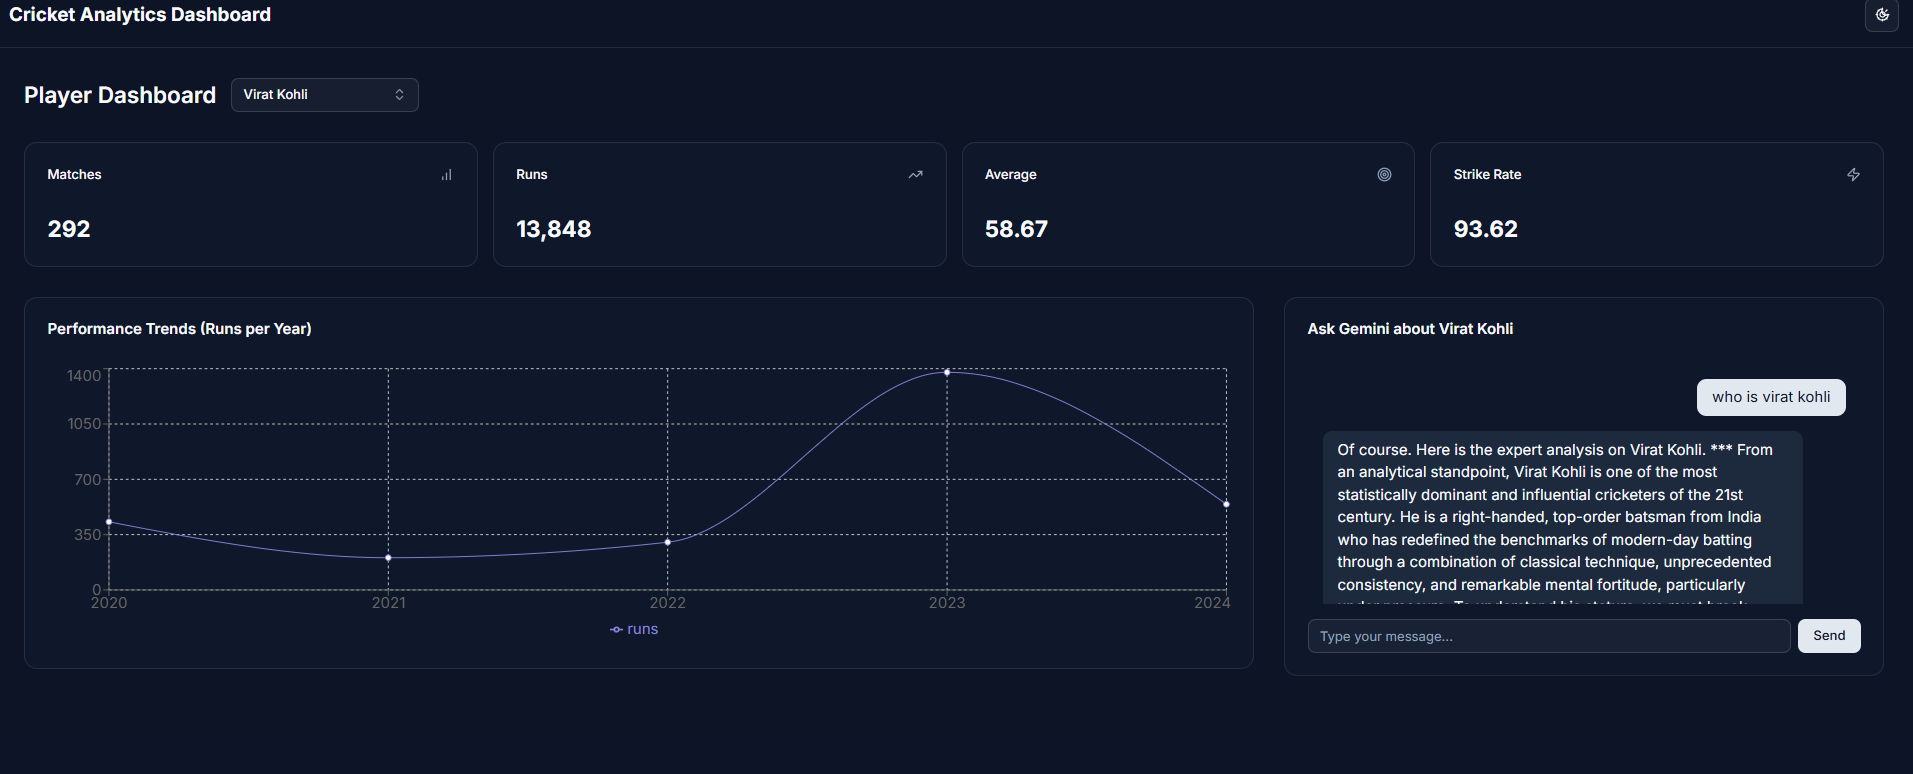 Cricket Analytics Dashboard
Player Dashboard
Virat Kohli
Matches
292
Runs
13,848
Average
58.67
Strike Rate
93.62
Performance Trends (Runs per Year)
1400
1050
700
350
0
2020 2021 2022 2023 2024
runs
Ask Gemini about Virat Kohli
who is virat kohli
Of course. Here is the expert analysis on Virat Kohli. *** From
an analytical standpoint, Virat Kohli is one of the most
statistically dominant and influential cricketers of the 21st
century. He is a right-handed, top-order batsman from India
who has redefined the benchmarks of modern-day batting
through a combination of classical technique, unprecedented
consistency, and remarkable mental fortitude, particularly
Type your message...
Send